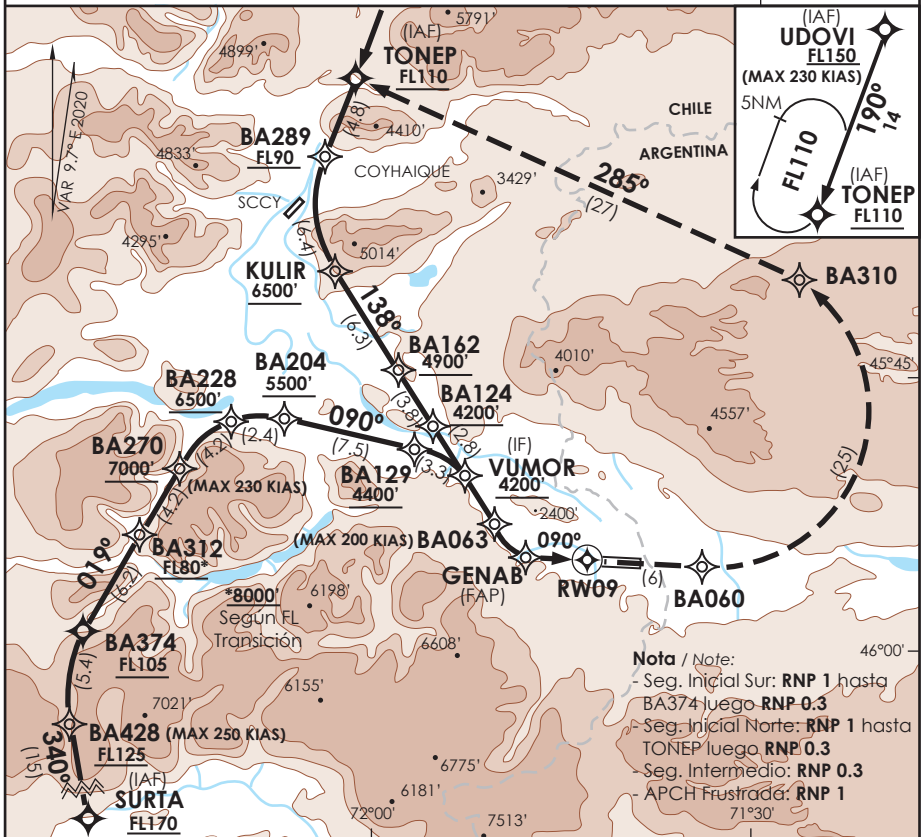 5791'
(IAF)
TONEP
FL110
4899'
(4.8)
4410'
BA289
FL90
4833'
COYHAIQUE
SCCY
3429'
VAR 9.7° E 2020
4295'
(6.4)
5014'
KULIR
6500'
CHILE
ARGENTINA
285°
(27)
(IAF)
UDOVI
FL150
(MAX 230 KIAS)
5NM
FL110
190°
14
(IAF)
TONEP
FL110
BA310
138°
(6.3)
BA162
4900'
4010'
45°45'
BA228
6500'
BA204
5500'
(3.8)
BA124
4200'
4557'
090°
(2.4)
(7.5)
(2.8)
(4.2)
BA270
7000'
(MAX 230 KIAS)
(4.2)
BA129
4400'
(3.3)
(IF)
VUMOR
4200'
(25)
2400'
BA312
FL80*
(MAX 200 KIAS) BA063
090°
GENAB
(FAP)
RW09
(6)
BA060
019°
(6.2)
*8000'
Según FL
Transición
6198'
BA374
FL105
6608'
46°00'
(5.4)
7021'
6155'
BA428 (MAX 250 KIAS)
FL125
340°
(15)
(IAF)
SURTA
FL170
6775'
6181'
72°00'
7513'
71°30'
Nota / Note:
- Seg. Inicial Sur: RNP 1 hasta
BA374 luego RNP 0.3
- Seg. Inicial Norte: RNP 1 hasta
TONEP luego RNP 0.3
- Seg. Intermedio: RNP 0.3
- APCH Frustrada: RNP 1